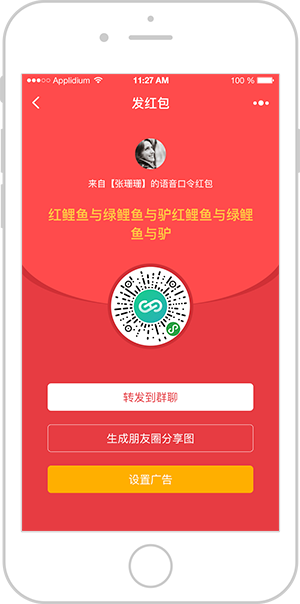 Applidium 11:27 AM 100 %
发红包
来自【张珊珊】的语音口令红包
红鲤鱼与绿鲤鱼与驴红鲤鱼与绿鲤
鱼与驴
转发到群聊
生成朋友圈分享图
设置广告